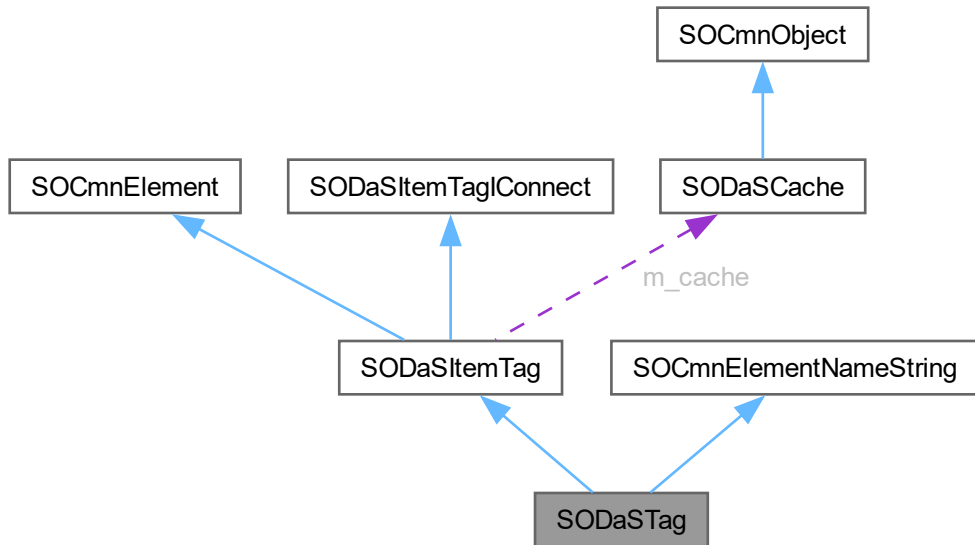 SOCmnObject
SOCmnElement
SODaSItemTagIConnect
SODaSCache
m_cache
SODaSItemTag
SOCmnElementNameString
SODaSTag